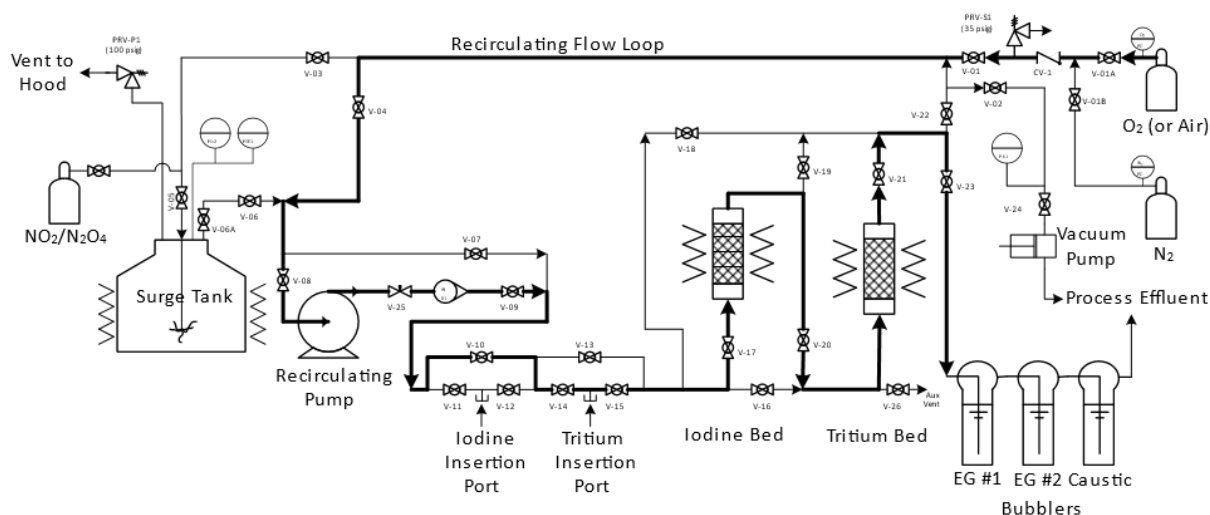 PRV-P1
(100 psig)
Vent to
Hood
V-03
Recirculating Flow Loop
PRV-S1
(35 psig)
V-01
CV-1
V-01A
V-04
V-22
V-02
V-01B
O₂ (or Air)
V-18
V-19
V-21
V-23
V-24
V-05
V-06
V-06A
NO₂/N₂O₄
N₂
Vacuum
Pump
Process Effluent
V-07
V-08
Surge Tank
V-25
V-09
V-10
V-13
V-17
V-20
Recirculating
Pump
V-11
V-12
V-14
V-15
V-16
V-26
Aux
Vent
Iodine
Insertion
Port
Tritium
Insertion
Port
Iodine Bed
Tritium Bed
EG #1
EG #2
Caustic
Bubblers